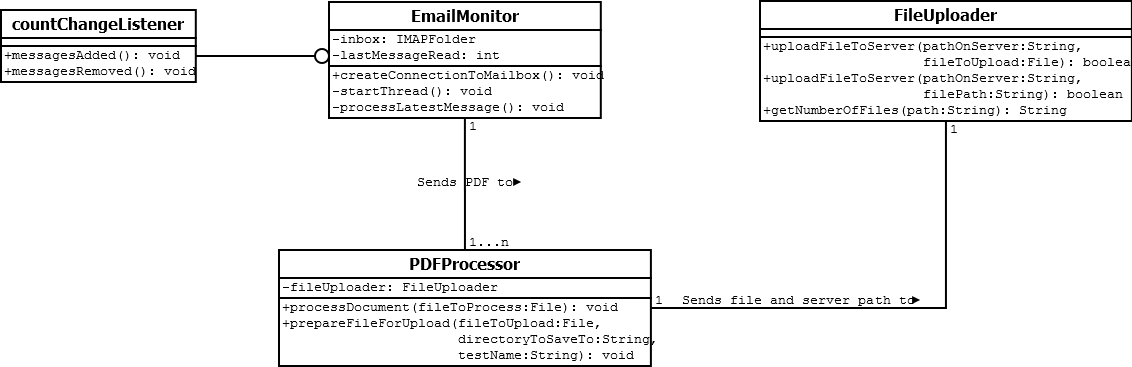 countChangeListener
+messagesAdded(): void
+messagesRemoved(): void
EmailMonitor
-inbox: IMAPFolder
-lastMessageRead: int
+createConnectionToMailbox(): void
-startThread(): void
-processLatestMessage(): void
FileUploader
+uploadFileToServer(pathOnServer:String,
fileToUpload:File): boolea
+uploadFileToServer(pathOnServer:String,
filePath:String): boolean
+getNumberOfFiles(path:String): String
1
1
Sends PDF to
1...n
PDFProcessor
-fileUploader: FileUploader
+processDocument(fileToProcess:File): void
+prepareFileForUpload(fileToUpload:File,
directoryToSaveTo:String,
testName:String): void
1 Sends file and server path to